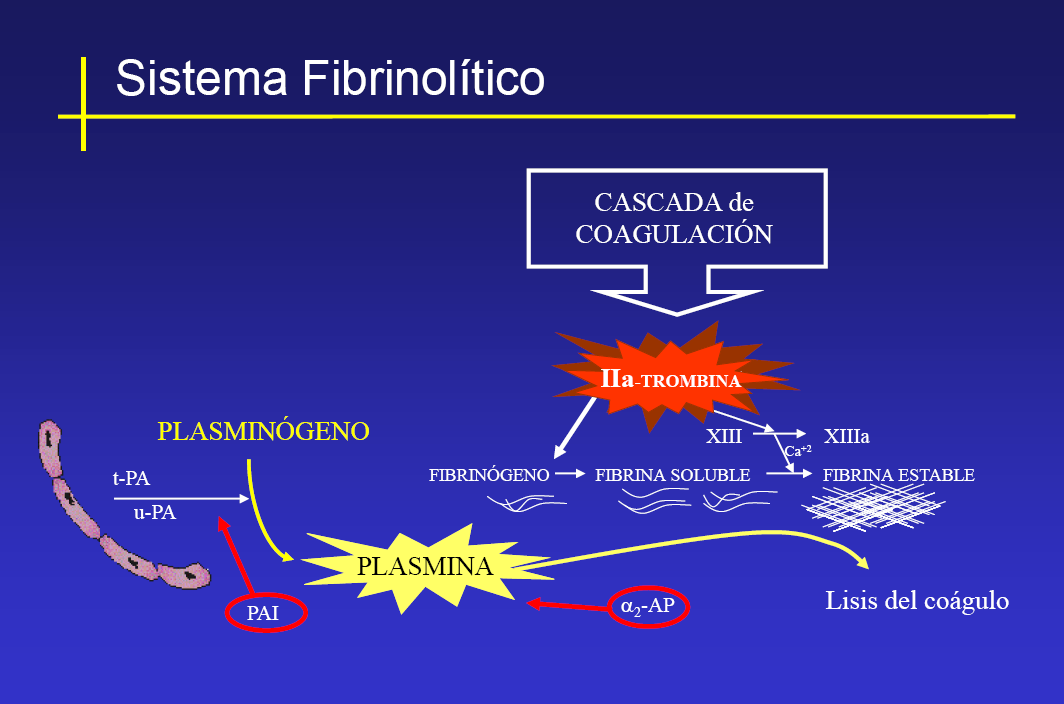 Sistema Fibrinolítico
CASCADA de
COAGULACIÓN
IIa-TROMBINA
XIII
XIIIa
Ca+2
FIBRINÓGENO
FIBRINA SOLUBLE
FIBRINA ESTABLE
PLASMINÓGENO
t-PA
u-PA
PLASMINA
PAI
α2-AP
Lisis del coágulo